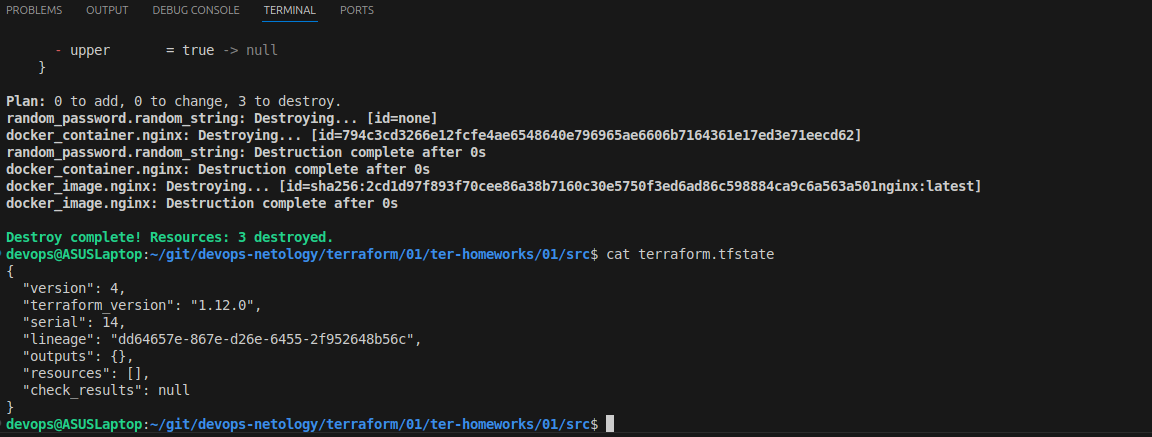 PROBLEMS OUTPUT DEBUG CONSOLE TERMINAL PORTS
- upper = true -> null
}
Plan: 0 to add, 0 to change, 3 to destroy.
random_password.random_string: Destroying... [id=none]
docker_container.nginx: Destroying... [id=794c3cd3266e12fcfe4ae6548640e796965ae6606b7164361e17ed3e71eecd62]
random_password.random_string: Destruction complete after 0s
docker_container.nginx: Destruction complete after 0s
docker_image.nginx: Destroying... [id=sha256:2cd1d97f893f70cee86a38b7160c30e5750f3ed6ad86c598884ca9c6a563a501nginx:latest]
docker_image.nginx: Destruction complete after 0s
Destroy complete! Resources: 3 destroyed.
devops@ASUSLaptop:~/git/devops-netology/terraform/01/ter-homeworks/01/src$ cat terraform.tfstate
{
"version": 4,
"terraform_version": "1.12.0",
"serial": 14,
"lineage": "dd64657e-867e-d26e-6455-2f952648b56c",
"outputs": {},
"resources": [],
"check_results": null
}
devops@ASUSLaptop:~/git/devops-netology/terraform/01/ter-homeworks/01/src$